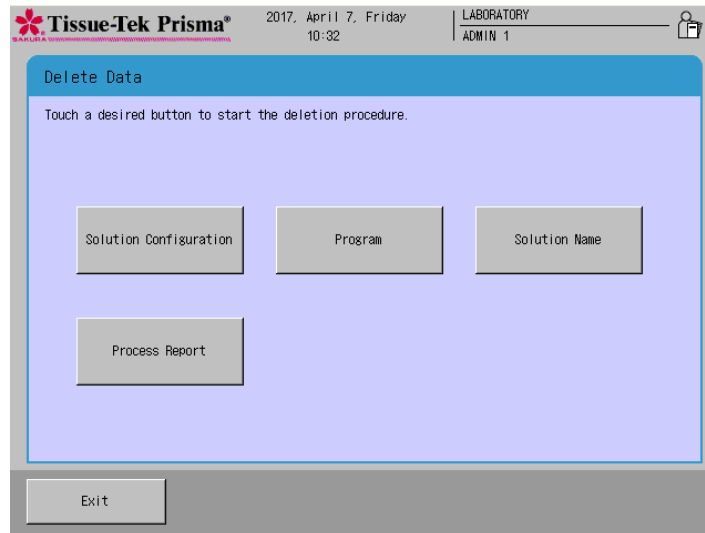 Tissue-Tek Prisma®
SAKURA
2017, April 7, Friday
10:32
LABORATORY
ADMIN 1
Delete Data
Touch a desired button to start the deletion procedure.
Solution Configuration
Program
Solution Name
Process Report
Exit